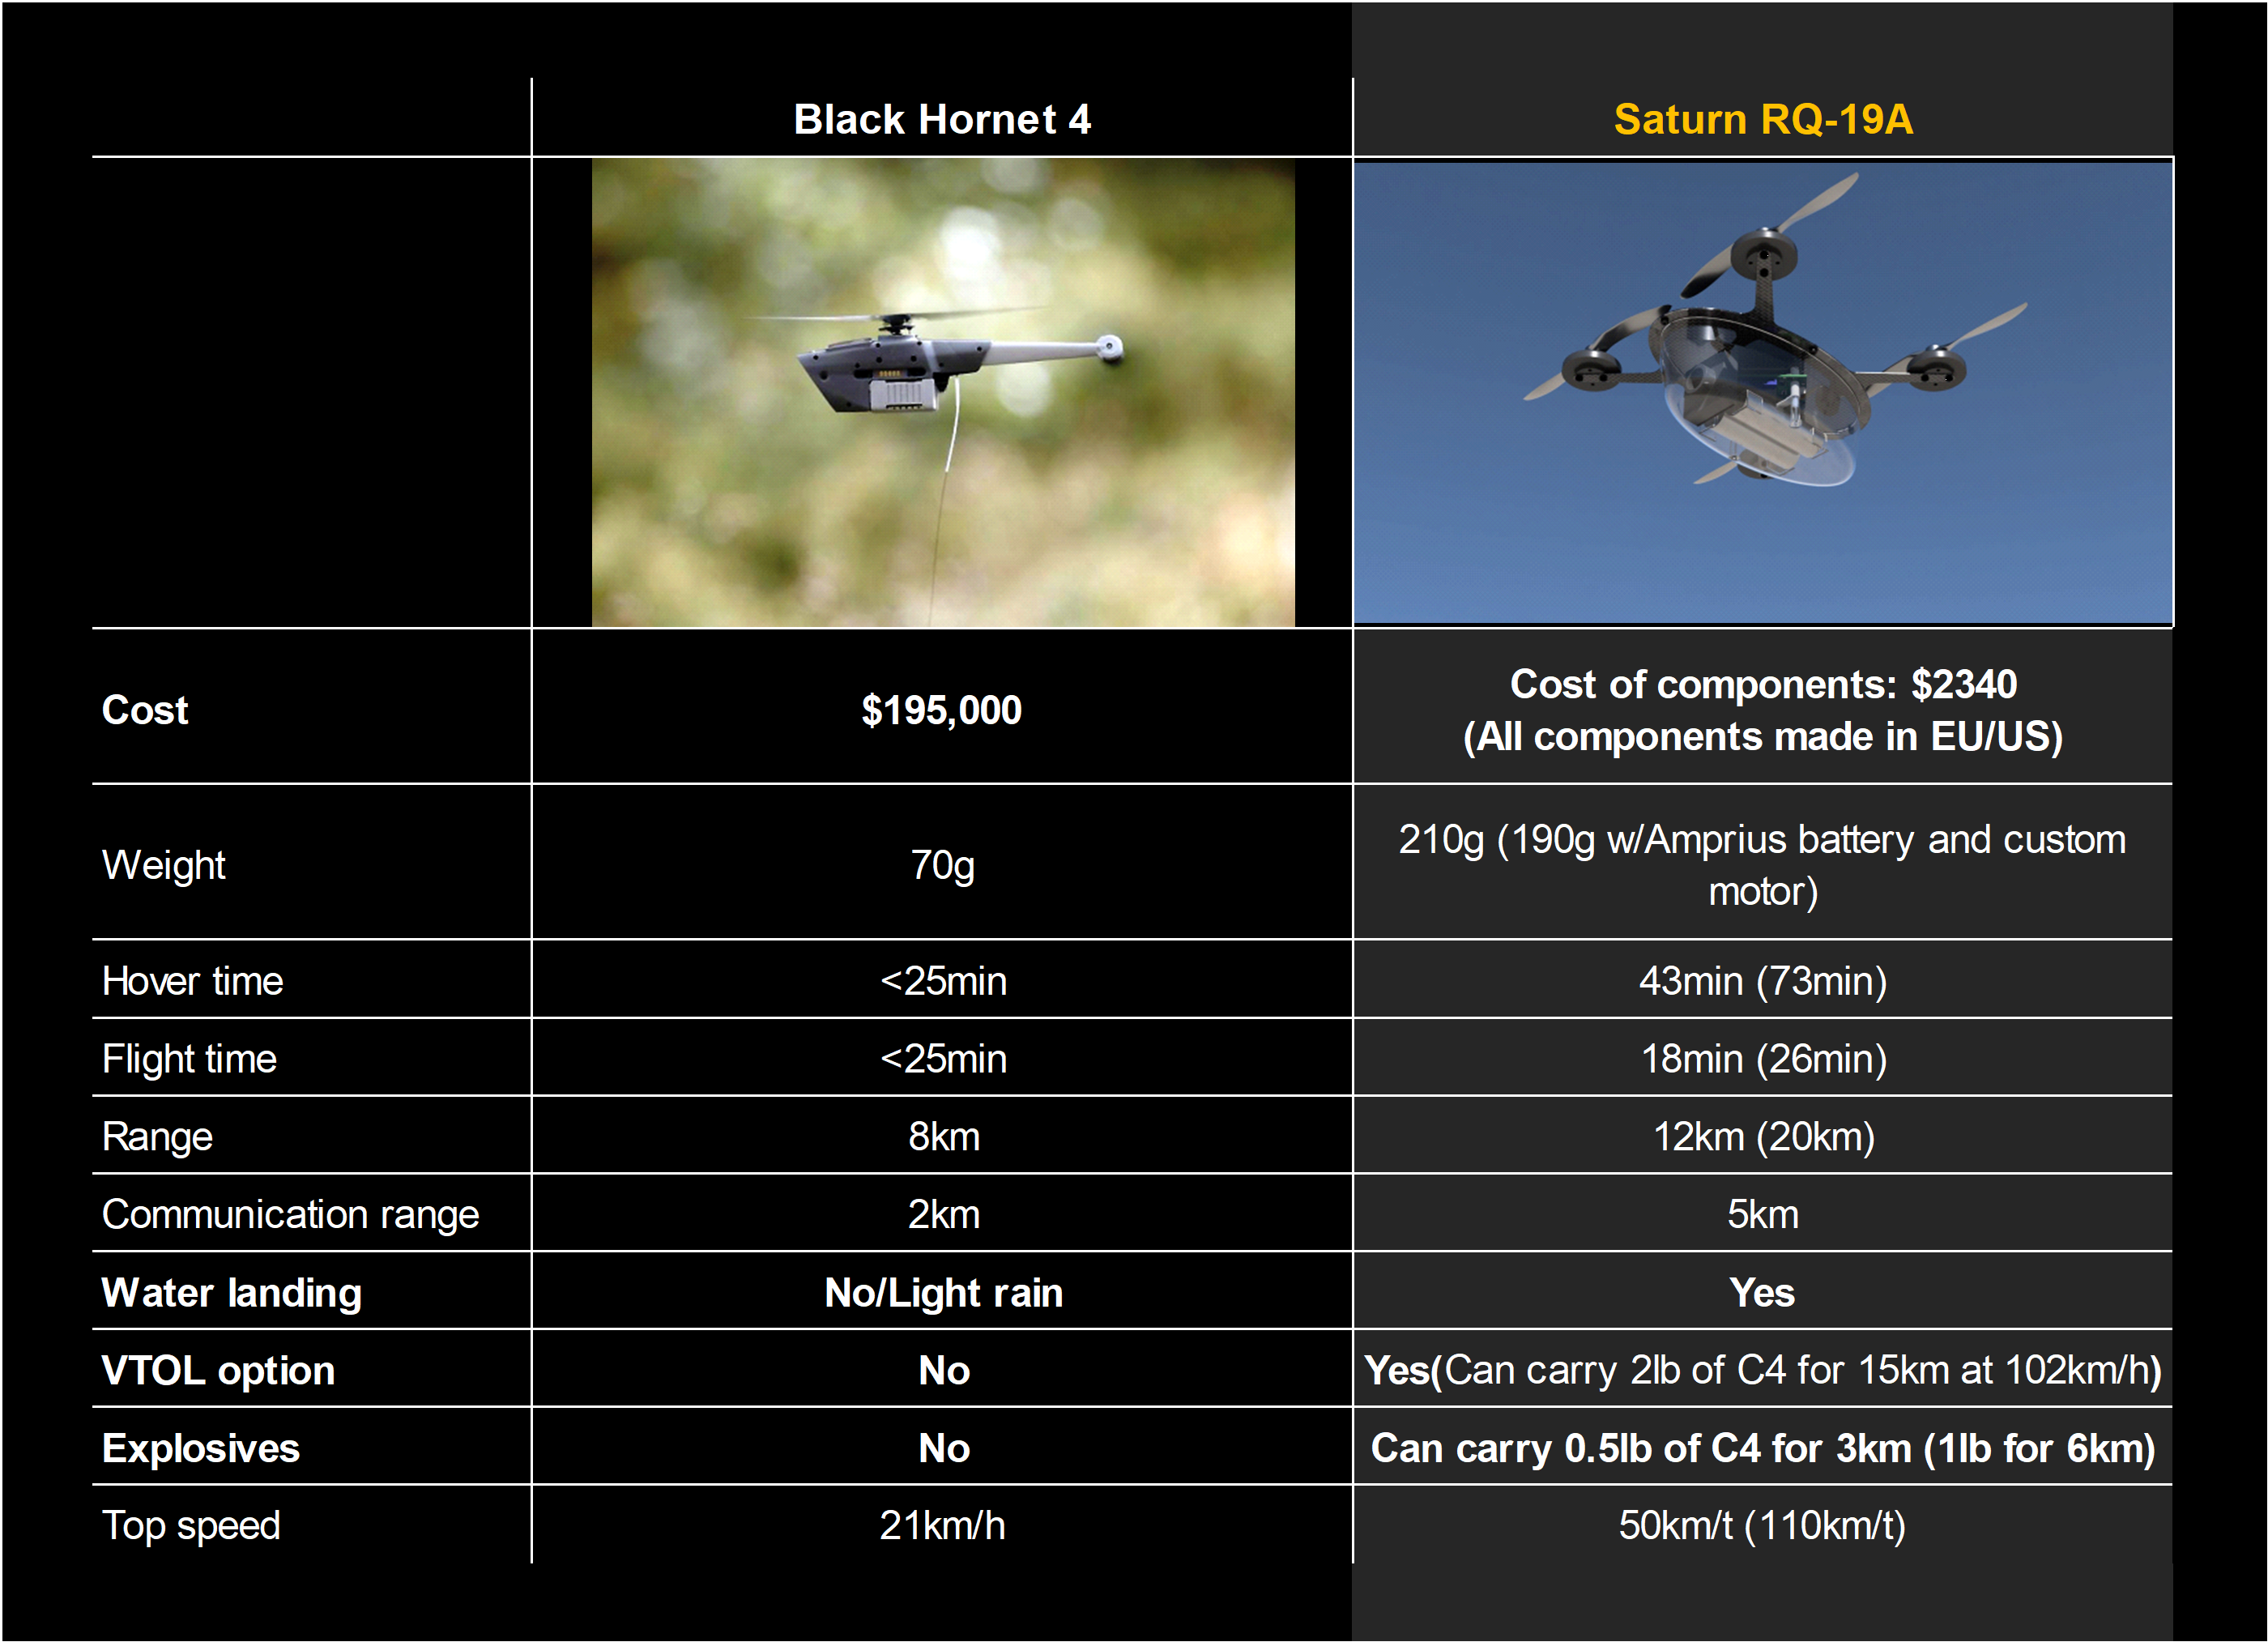 Black Hornet 4
Saturn RQ-19A
Cost
$195,000
Cost of components: $2340
(All components made in EU/US)
Weight
70g
210g (190g w/Amprius battery and custom
motor)
Hover time
<25min
43min (73min)
Flight time
<25min
18min (26min)
Range
8km
12km (20km)
Communication range
2km
5km
Water landing
No/Light rain
Yes
VTOL option
No
Yes(Can carry 2lb of C4 for 15km at 102km/h)
Explosives
No
Can carry 0.5lb of C4 for 3km (1lb for 6km)
Top speed
21km/h
50km/t (110km/t)